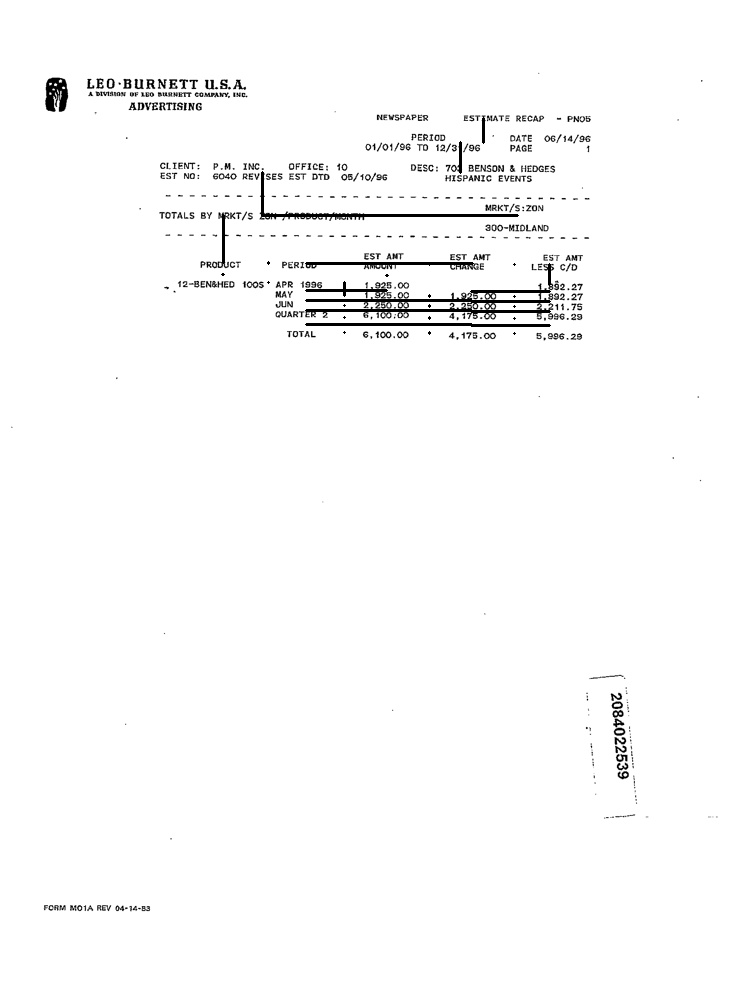 LEO·BURNETT U.S.A.
A DIVISION OF LEO BURNETT COMPANY, INC.
ADVERTISING
NEWSPAPER ESTIMATE RECAP - PN05
PERIOD DATE 06/14/96
01/01/96 TO 12/31/96 PAGE 1
CLIENT: P.M. INC. OFFICE: 10 DESC: 703 BENSON & HEDGES
EST NO: 6040 REVISES EST DTD 05/10/96 HISPANIC EVENTS
MRKT/S:ZON
TOTALS BY MRKT/S ZON /PRODUCT/MONTH
300-MIDLAND
EST AMT EST AMT EST AMT
PRODUCT * PERIOD AMOUNT CHANGE * LESS C/D
12-BEN&HED 100S* APR 1996 1,925.00 1,892.27
MAY 1,925.00 * 1,925.00 * 1,892.27
JUN * 2,250.00 * 2,250.00 * 2,211.75
QUARTER 2 * 6,100.00 * 4,175.00 * 5,996.29
TOTAL * 6,100.00 * 4,175.00 * 5,996.29
2084022539
FORM M01A REV 04-14-83